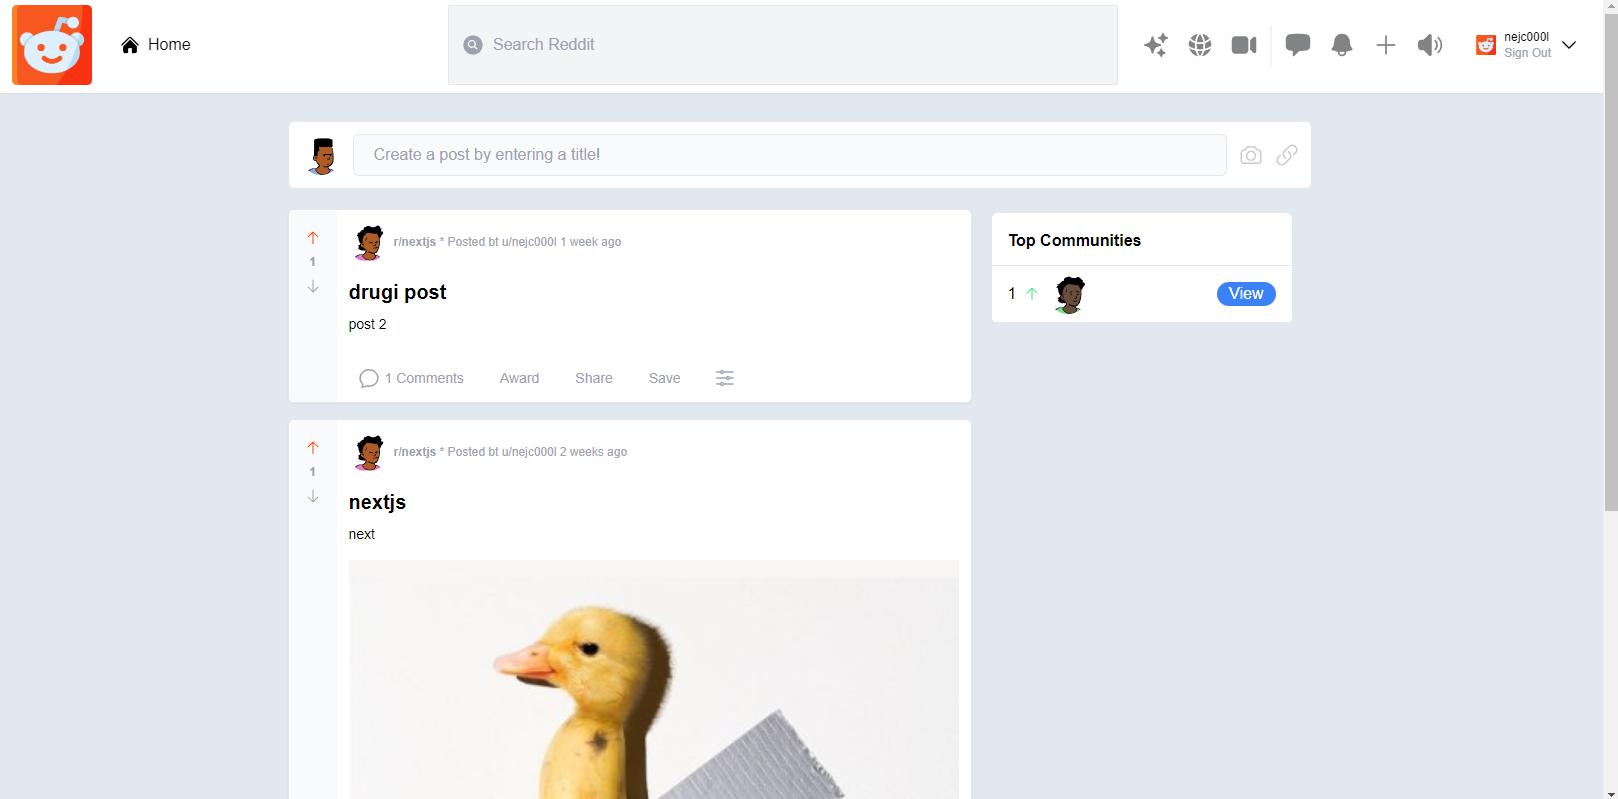 Home
Search Reddit
nejc000l
Sign Out
Create a post by entering a title!
r/nextjs * Posted bt u/nejc000l 1 week ago
1
drugi post
post 2
1 Comments Award Share Save
Top Communities
1 View
r/nextjs * Posted bt u/nejc000l 2 weeks ago
1
nextjs
next